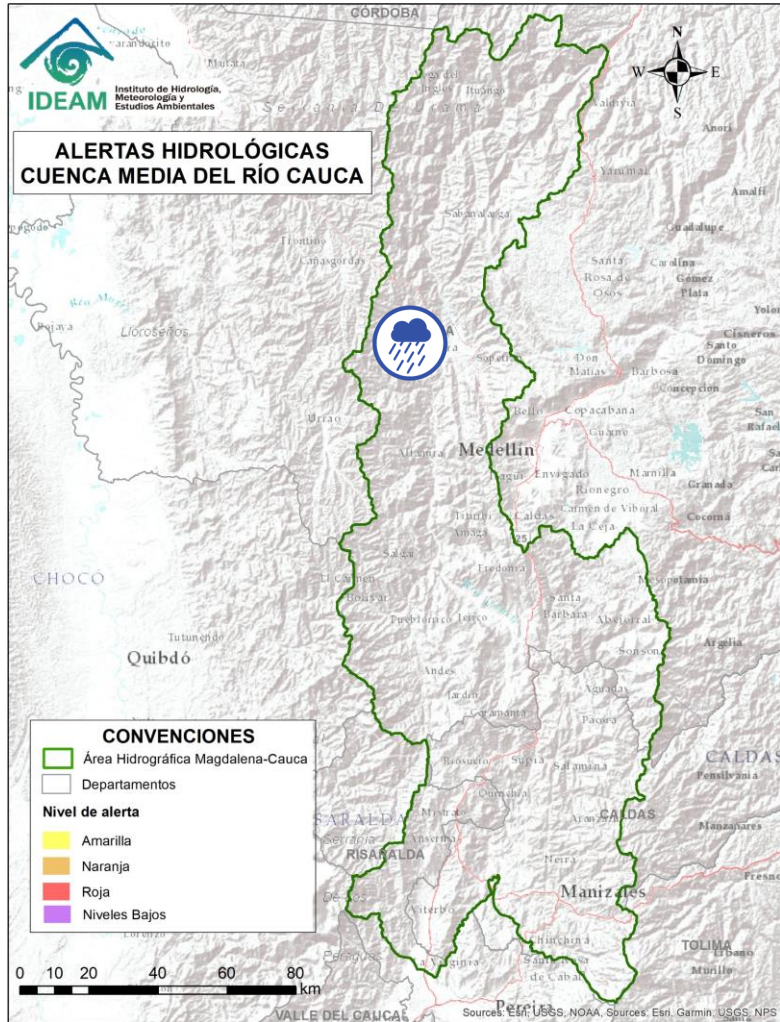 CÓRDOBA
IDEAM
Instituto de Hidrología,
Meteorología y
Estudios Ambientales
N
W
E
S
ALERTAS HIDROLÓGICAS
CUENCA MEDIA DEL RÍO CAUCA
Ituango
Valdivia
Anorí
Yarumal
Amalfi
Sabanalarga
Guadalupe
Frontino
Cañasgordas
Santa
Rosa de
Osos
Carolina
Gómez
Plata
Cisneros
Santo
Domingo
Lloroseños
Sopetrán
Don
Matías
Barbosa
Concepción
Urrao
Bello
Copacabana
Guarne
San
Rafael
Medellín
Itagüí
Envigado
Marinilla
Rionegro
Granada
Carmen de Viboral
Cocorná
Caldas
La Ceja
25
Titiribí
Amagá
Salgar
Fredonia
CHOCÓ
El Carmen
Bolívar
Mesopotamia
Santa
Bárbara
Abejorral
Pueblorrico
Jericó
Tutunendo
Quibdó
Argelia
Sonsón
Andes
Jardín
Aguadas
Caramanta
Pácora
CONVENCIONES
Área Hidrográfica Magdalena-Cauca
Departamentos
Nivel de alerta
Amarilla
Naranja
Roja
Niveles Bajos
Riosucio
Supía
Salamina
CALDAS
Pensilvania
Quinchía
CALDAS
Aranzazu
Manzanares
RISARALDA
Anserma
Neira
Manizales
Fresno
Viterbo
Chinchiná
TOLIMA
Murillo
La Virginia
Santa Rosa
de Cabal
Pereira
VALLE DEL CAUCA
0 10 20 40 60 80
km
Sources: Esri, USGS, NOAA, Sources: Esri, Garmin, USGS, NPS